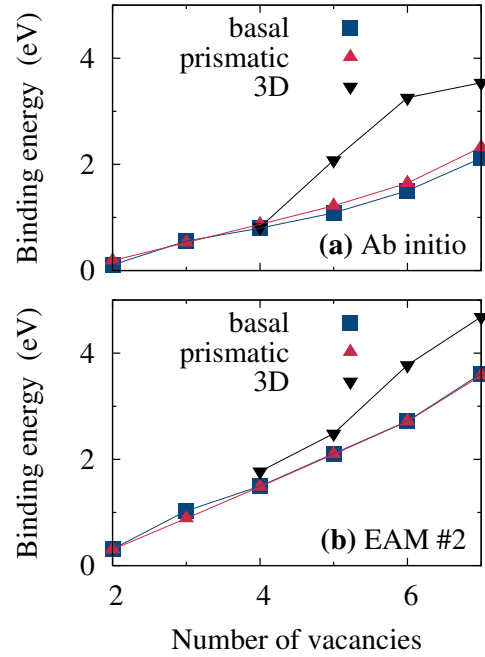 4
2
0
Binding energy (eV)
basal
prismatic
3D
(a) Ab initio
4
2
0
Binding energy (eV)
basal
prismatic
3D
(b) EAM #2
2 4 6
Number of vacancies